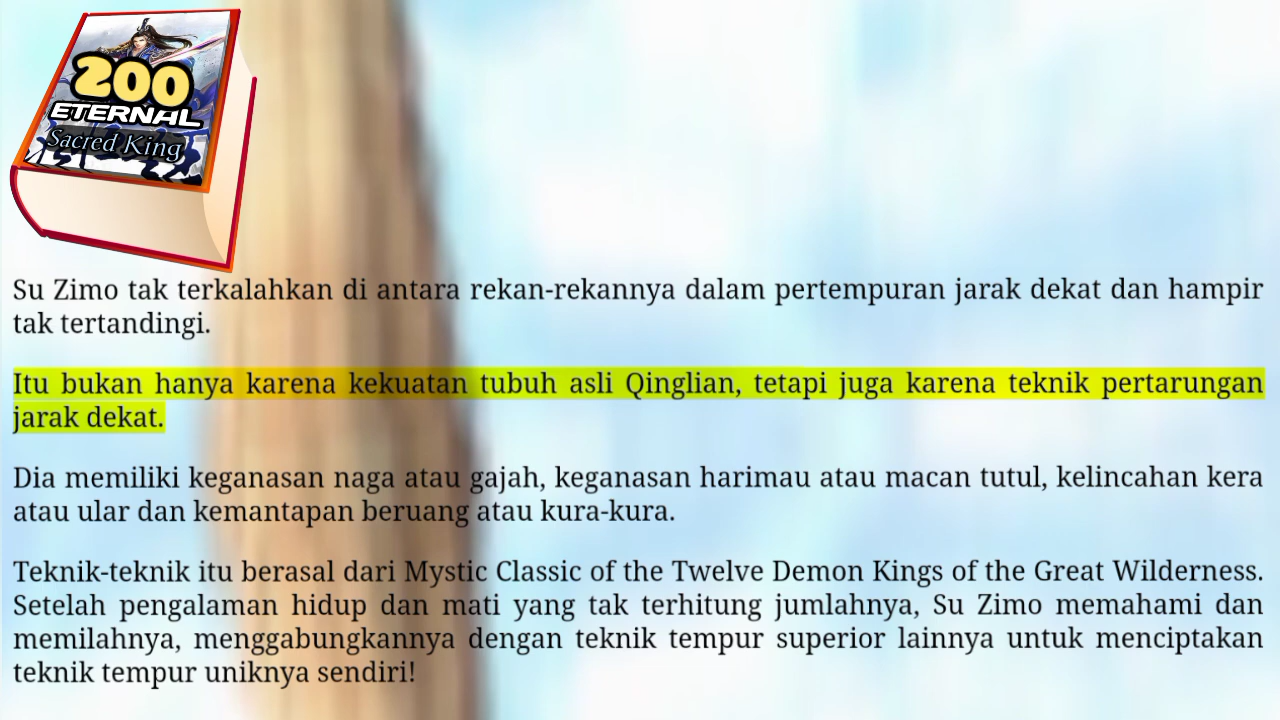 200
ETERNAL
Sacred King
Su Zimo tak terkalahkan di antara rekan-rekannya dalam pertempuran jarak dekat dan hampir
tak tertandingi.
Itu bukan hanya karena kekuatan tubuh asli Qinglian, tetapi juga karena teknik pertarungan
jarak dekat.
Dia memiliki keganasan naga atau gajah, keganasan harimau atau macan tutul, kelincahan kera
atau ular dan kemantapan beruang atau kura-kura.
Teknik-teknik itu berasal dari Mystic Classic of the Twelve Demon Kings of the Great Wilderness.
Setelah pengalaman hidup dan mati yang tak terhitung jumlahnya, Su Zimo memahami dan
memilahnya, menggabungkannya dengan teknik tempur superior lainnya untuk menciptakan
teknik tempur uniknya sendiri!